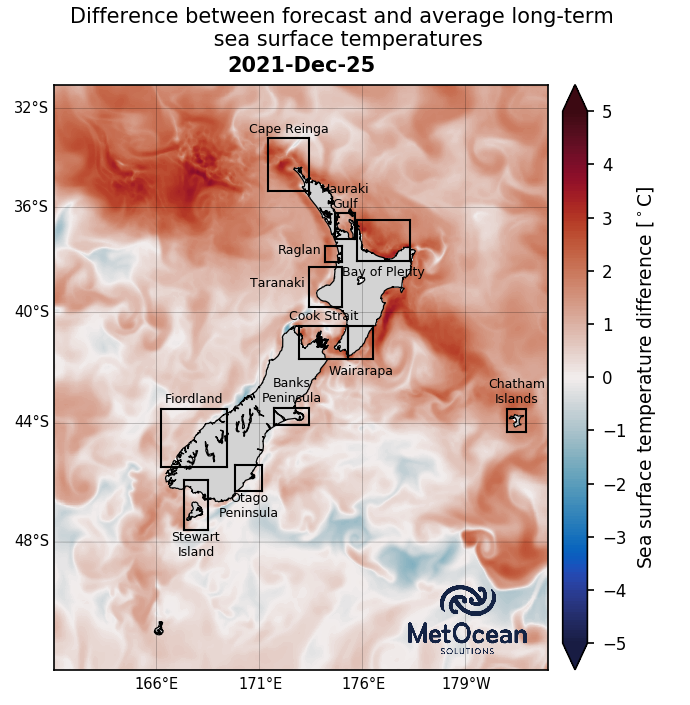 Difference between forecast and average long-term
sea surface temperatures
2021-Dec-25
32°S
36°S
40°S
44°S
48°S
166°E
171°E
176°E
179°W
Cape Reinga
Hauraki
Gulf
Raglan
Bay of Plenty
Taranaki
Cook Strait
Wairarapa
Banks
Peninsula
Fiordland
Chatham
Islands
Otago
Peninsula
Stewart
Island
MetOcean
SOLUTIONS
5
4
3
2
1
0
−1
−2
−3
−4
−5
Sea surface temperature difference [°C]